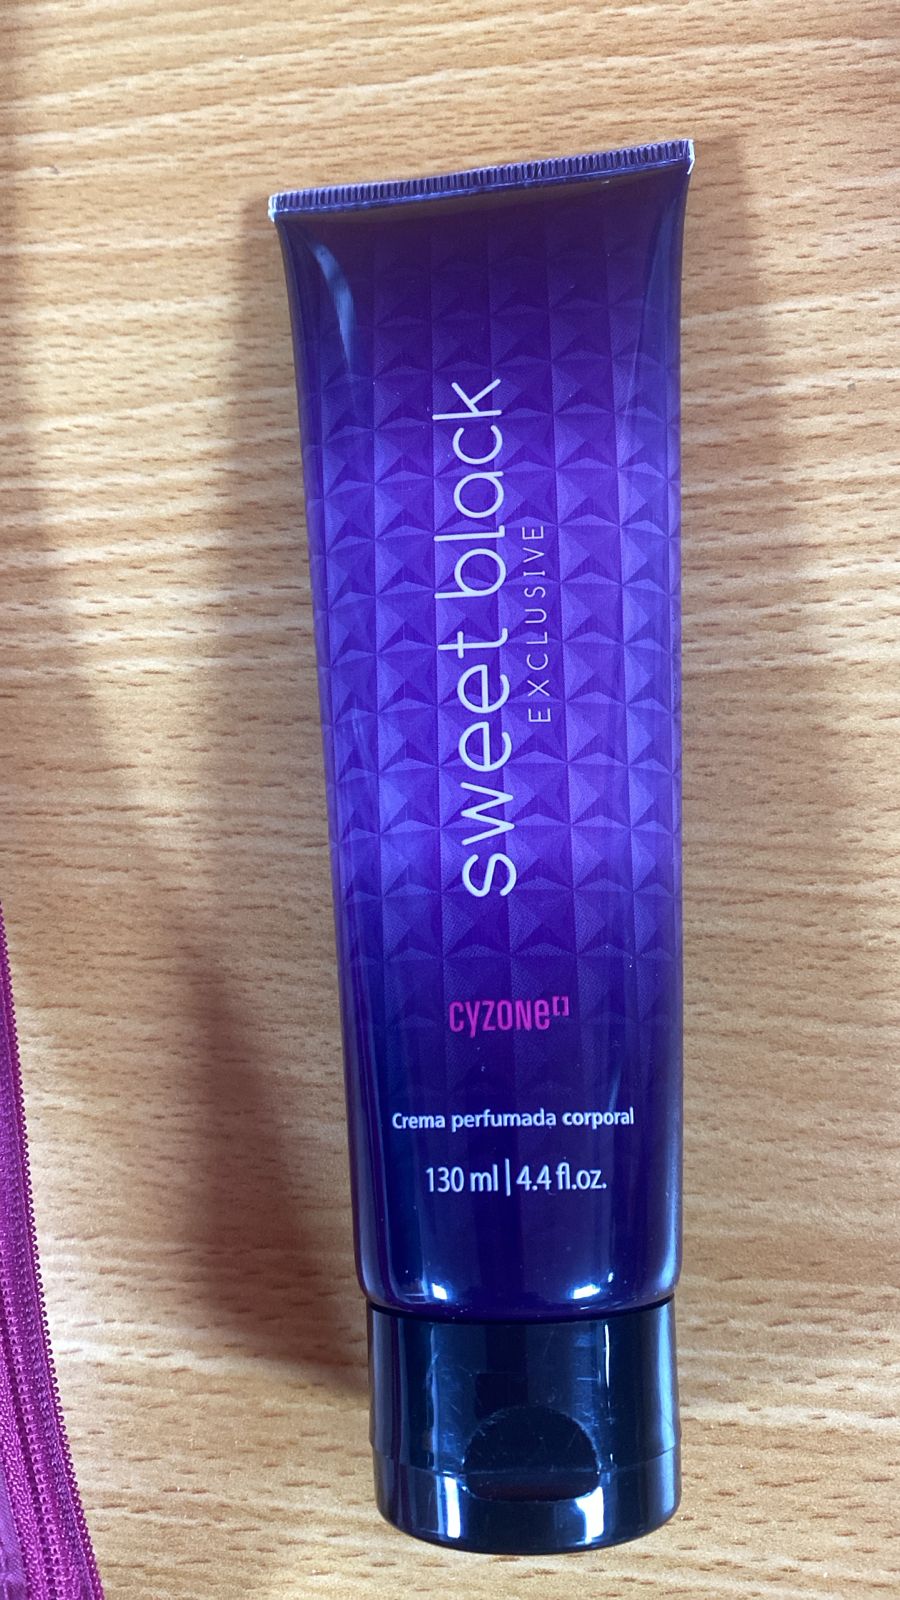 sweet black
EXCLUSIVE
cyzone[]
Crema perfumada corporal
130 ml | 4.4 fl.oz.